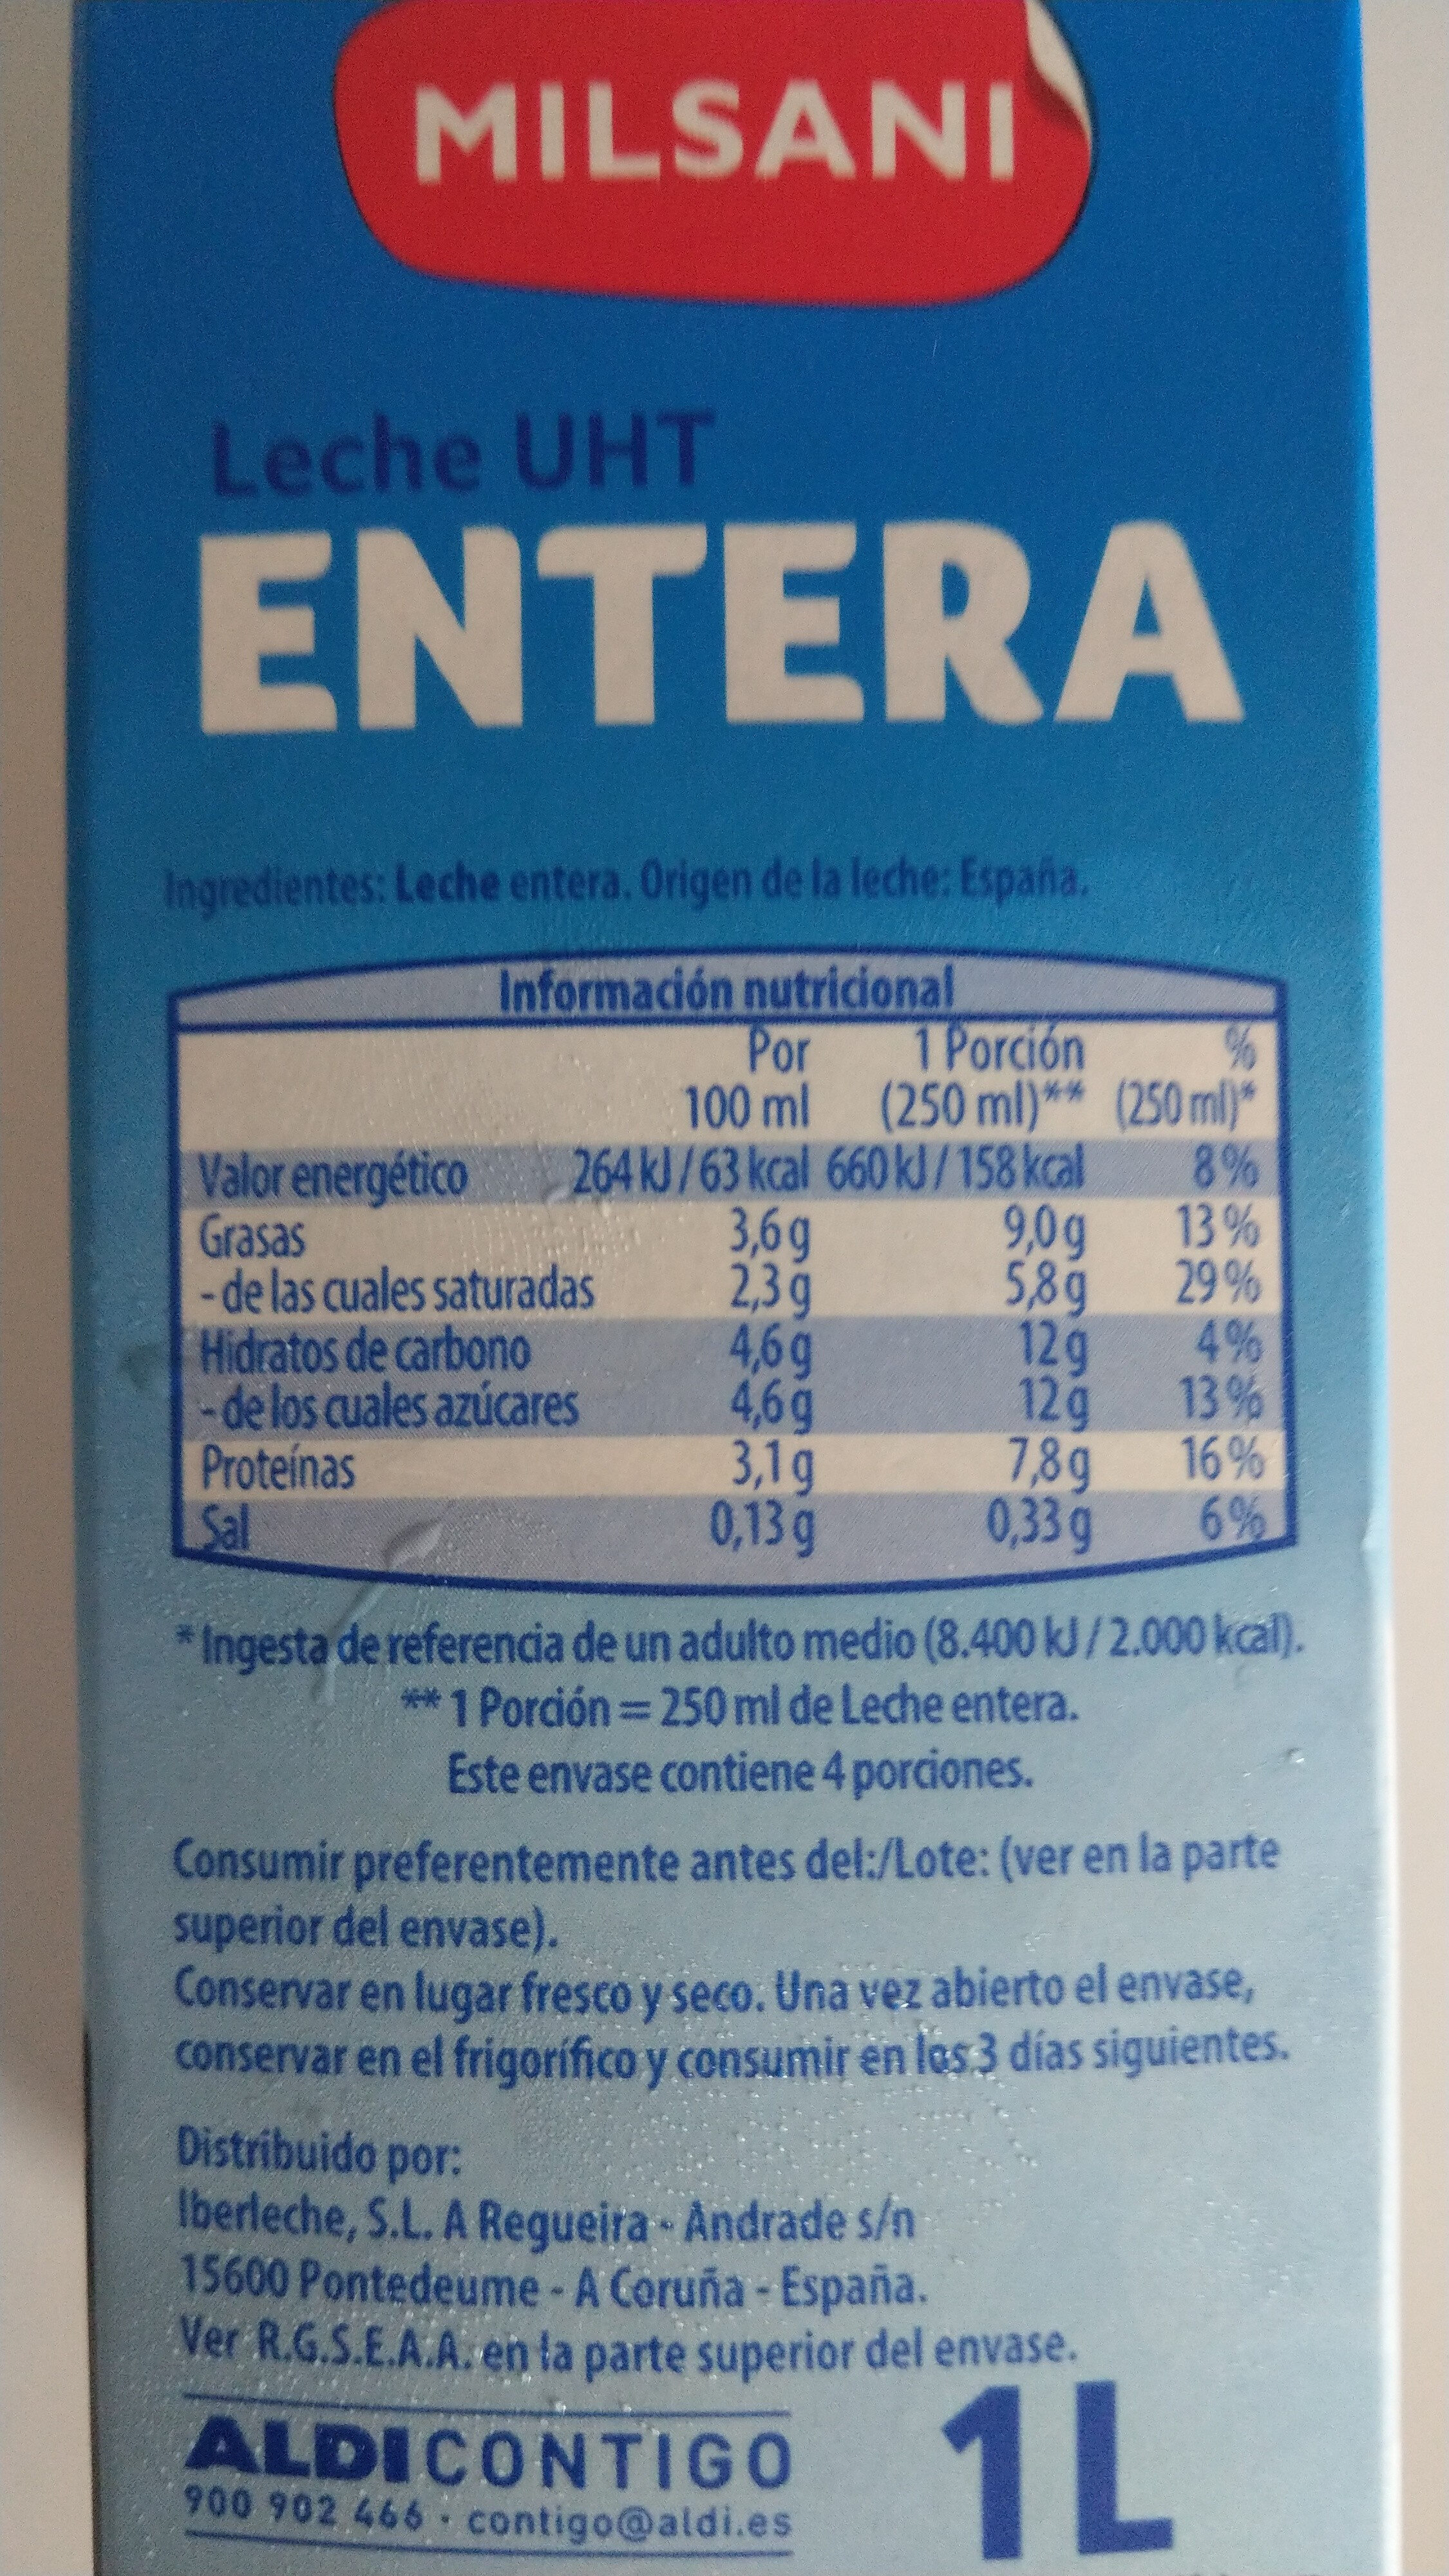 MILSANI
Leche UHT
ENTERA
Ingredientes: Leche entera. Origen de la leche: España.
Información nutricional
Por 1 Porción %
100 ml (250 ml)** (250 ml)*
Valor energético 264 kJ / 63 kcal 660 kJ / 158 kcal 8%
Grasas 3,6 g 9,0 g 13%
- de las cuales saturadas 2,3 g 5,8 g 29%
Hidratos de carbono 4,6 g 12 g 4%
- de los cuales azúcares 4,6 g 12 g 13%
Proteínas 3,1 g 7,8 g 16%
Sal 0,13 g 0,33 g 6%
* Ingesta de referencia de un adulto medio (8.400 kJ / 2.000 kcal).
** 1 Porción = 250 ml de Leche entera.
Este envase contiene 4 porciones.
Consumir preferentemente antes del:/Lote: (ver en la parte
superior del envase).
Conservar en lugar fresco y seco. Una vez abierto el envase,
conservar en el frigorífico y consumir en los 3 días siguientes.
Distribuido por:
Iberleche, S.L. A Regueira - Andrade s/n
15600 Pontedeume - A Coruña - España.
Ver R.G.S.E.A.A. en la parte superior del envase.
ALDI CONTIGO
900 902 466 · contigo@aldi.es
1L